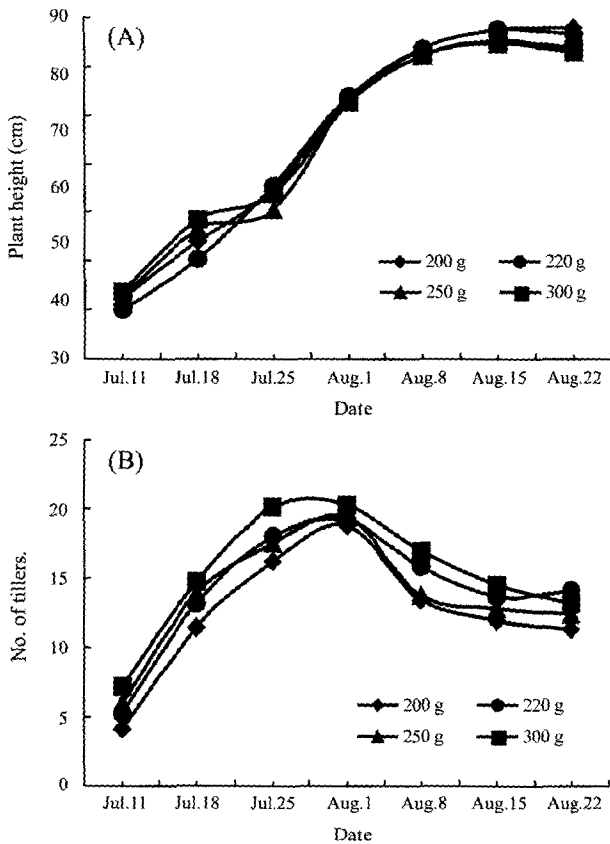 (A)
90
80
70
60
50
40
30
Plant height (cm)
200 g 220 g
250 g 300 g
Jul.11 Jul.18 Jul.25 Aug.1 Aug.8 Aug.15 Aug.22
Date
(B)
25
20
15
10
5
0
No. of tillers.
200 g 220 g
250 g 300 g
Jul.11 Jul.18 Jul.25 Aug.1 Aug.8 Aug.15 Aug.22
Date